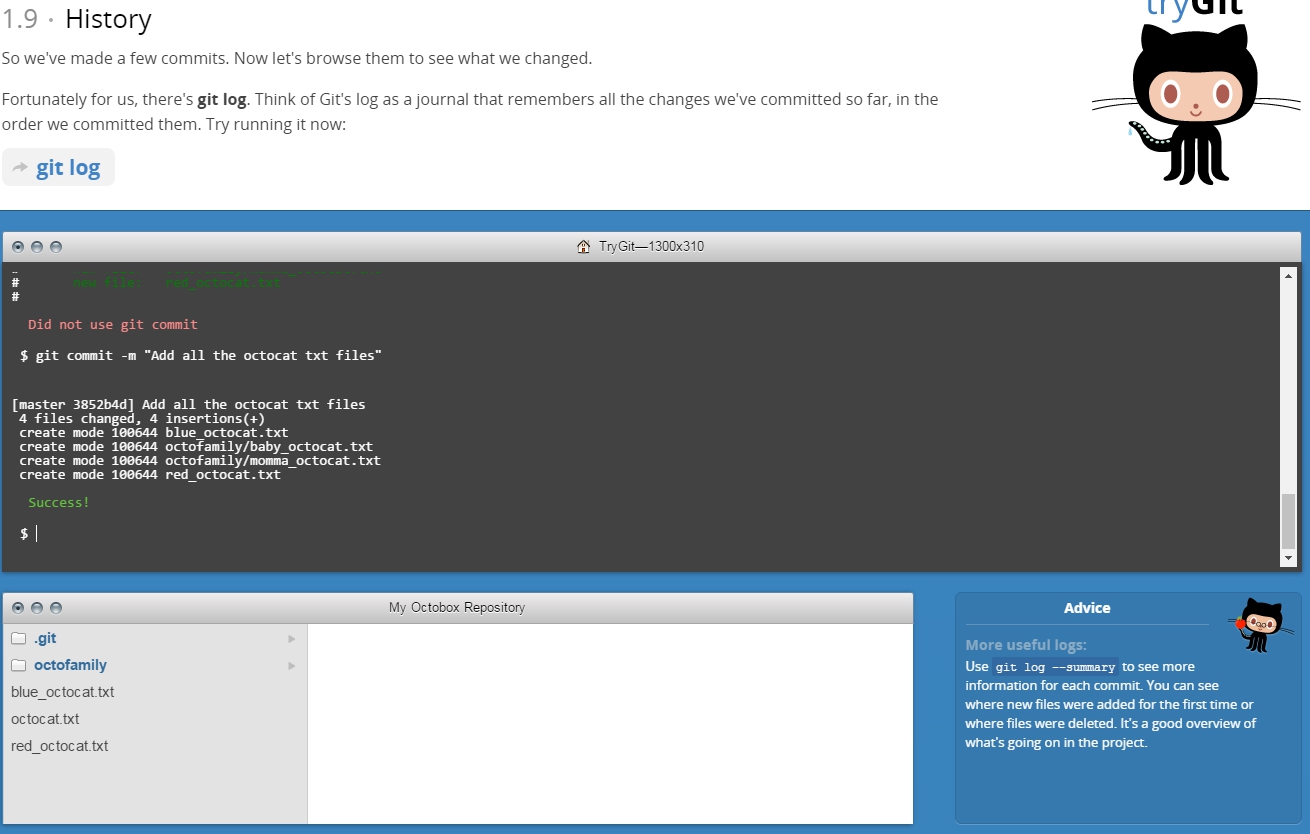 tryGit
1.9 · History
So we've made a few commits. Now let's browse them to see what we changed.
Fortunately for us, there's git log. Think of Git's log as a journal that remembers all the changes we've committed so far, in the
order we committed them. Try running it now:
git log
TryGit—1300x310
# new file: red_octocat.txt
#
Did not use git commit
$ git commit -m "Add all the octocat txt files"
[master 3852b4d] Add all the octocat txt files
4 files changed, 4 insertions(+)
create mode 100644 blue_octocat.txt
create mode 100644 octofamily/baby_octocat.txt
create mode 100644 octofamily/momma_octocat.txt
create mode 100644 red_octocat.txt
Success!
$
My Octobox Repository
.git
octofamily
blue_octocat.txt
octocat.txt
red_octocat.txt
Advice
More useful logs:
Use git log --summary to see more
information for each commit. You can see
where new files were added for the first time or
where files were deleted. It's a good overview of
what's going on in the project.